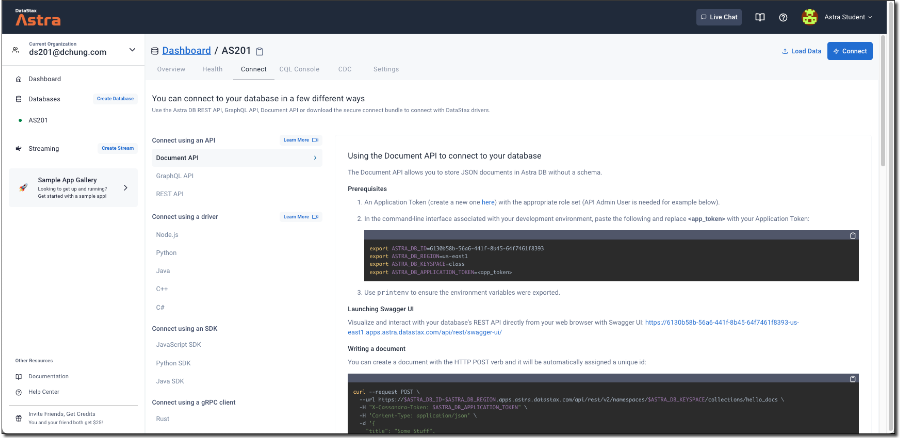 DataStax
Astra
Live Chat
Astra Student
Current Organization
ds201@dchung.com
Dashboard / AS201
Load Data
Connect
Overview
Health
Connect
CQL Console
CDC
Settings
Dashboard
Databases
Create Database
AS201
Streaming
Create Stream
Sample App Gallery
Looking to get up and running?
Get started with a sample app!
Other Resources
Documentation
Help Center
Invite Friends, Get Credits
You and your friend both get $25!
You can connect to your database in a few different ways
Use the Astra DB REST API, GraphQL API, Document API or download the secure connect bundle to connect with DataStax drivers.
Connect using an API
Learn More
Document API
GraphQL API
REST API
Connect using a driver
Learn More
Node.js
Python
Java
C++
C#
Connect using an SDK
JavaScript SDK
Python SDK
Java SDK
Connect using a gRPC client
Rust
Using the Document API to connect to your database
The Document API allows you to store JSON documents in Astra DB without a schema.
Prerequisites
1. An Application Token (create a new one here) with the appropriate role set (API Admin User is needed for example below).
2. In the command-line interface associated with your development environment, paste the following and replace <app_token> with your Application Token:
export ASTRA_DB_ID=6130b58b-56a6-441f-8b45-64f7461f8393
export ASTRA_DB_REGION=us-east1
export ASTRA_DB_KEYSPACE=class
export ASTRA_DB_APPLICATION_TOKEN=<app_token>
3. Use printenv to ensure the environment variables were exported.
Launching Swagger UI
Visualize and interact with your database's REST API directly from your web browser with Swagger UI: https://6130b58b-56a6-441f-8b45-64f7461f8393-us-
east1.apps.astra.datastax.com/api/rest/swagger-ui/
Writing a document
You can create a document with the HTTP POST verb and it will be automatically assigned a unique id:
curl --request POST \
--url https://$ASTRA_DB_ID-$ASTRA_DB_REGION.apps.astra.datastax.com/api/rest/v2/namespaces/$ASTRA_DB_KEYSPACE/collections/hello_docs \
-H "X-Cassandra-Token: $ASTRA_DB_APPLICATION_TOKEN" \
-H 'Content-Type: application/json' \
-d '{
"title": "Some Stuff",